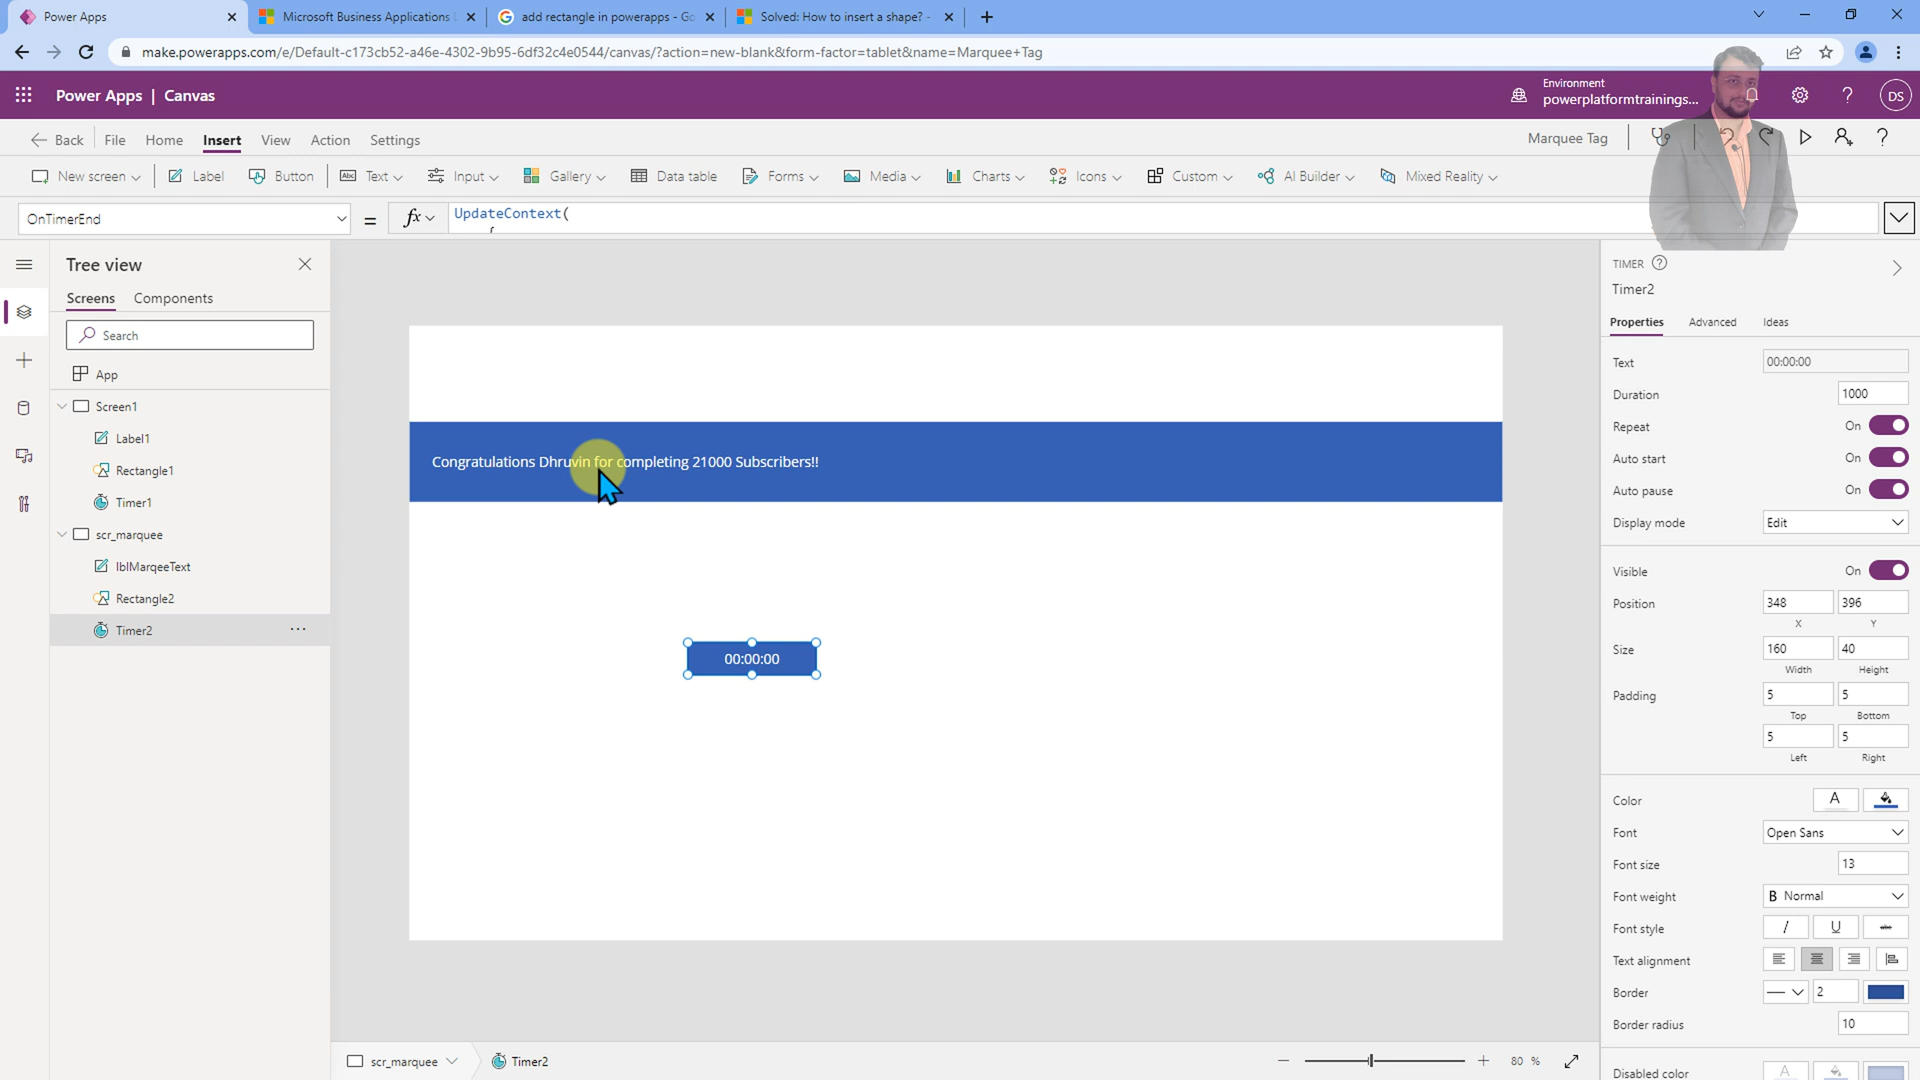 Power Apps
Microsoft Business Applications
add rectangle in powerapps - Go
Solved: How to insert a shape? -
make.powerapps.com/e/Default-c173cb52-a46e-4302-9b95-6df32c4e0544/canvas/?action=new-blank&form-factor=tablet&name=Marquee+Tag
Power Apps | Canvas
Environment
powerplatformtrainings...
DS
Back
File
Home
Insert
View
Action
Settings
Marquee Tag
New screen
Label
Button
Text
Input
Gallery
Data table
Forms
Media
Charts
Icons
Custom
AI Builder
Mixed Reality
OnTimerEnd
=
fx
UpdateContext(
{
Tree view
Screens
Components
Search
App
Screen1
Label1
Rectangle1
Timer1
scr_marquee
lblMarqeeText
Rectangle2
Timer2
...
Congratulations Dhruvin for completing 21000 Subscribers!!
00:00:00
TIMER
Timer2
Properties
Advanced
Ideas
Text
00:00:00
Duration
1000
Repeat
On
Auto start
On
Auto pause
On
Display mode
Edit
Visible
On
Position
348
396
X
Y
Size
160
40
Width
Height
Padding
5
5
Top
Bottom
5
5
Left
Right
Color
A
Font
Open Sans
Font size
13
Font weight
B Normal
Font style
/
U
abc
Text alignment
Border
2
Border radius
10
Disabled color
A
scr_marquee
Timer2
80 %